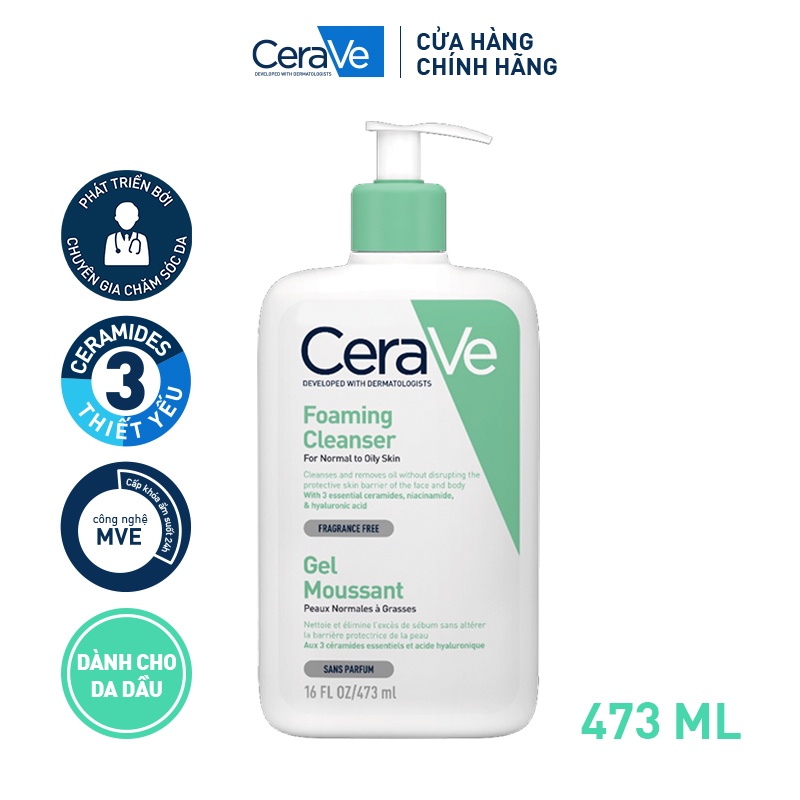 CeraVe
DEVELOPED WITH DERMATOLOGISTS
CỬA HÀNG
CHÍNH HÃNG
PHÁT TRIỂN BỞI
CHUYÊN GIA CHĂM SÓC DA
CERAMIDES
3
THIẾT YẾU
Cấp khóa ẩm suốt 24h
công nghệ
MVE
DÀNH CHO
DA DẦU
CeraVe
DEVELOPED WITH DERMATOLOGISTS
Foaming
Cleanser
For Normal to Oily Skin
Cleanses and removes oil without disrupting the
protective skin barrier of the face and body
With 3 essential ceramides, niacinamide,
& hyaluronic acid
FRAGRANCE FREE
Gel
Moussant
Peaux Normales à Grasses
Nettoie et élimine l'excès de sébum sans altérer
la barrière protectrice de la peau
Aux 3 céramides essentiels et acide hyaluronique
SANS PARFUM
16 FL OZ/473 ml
473 ML